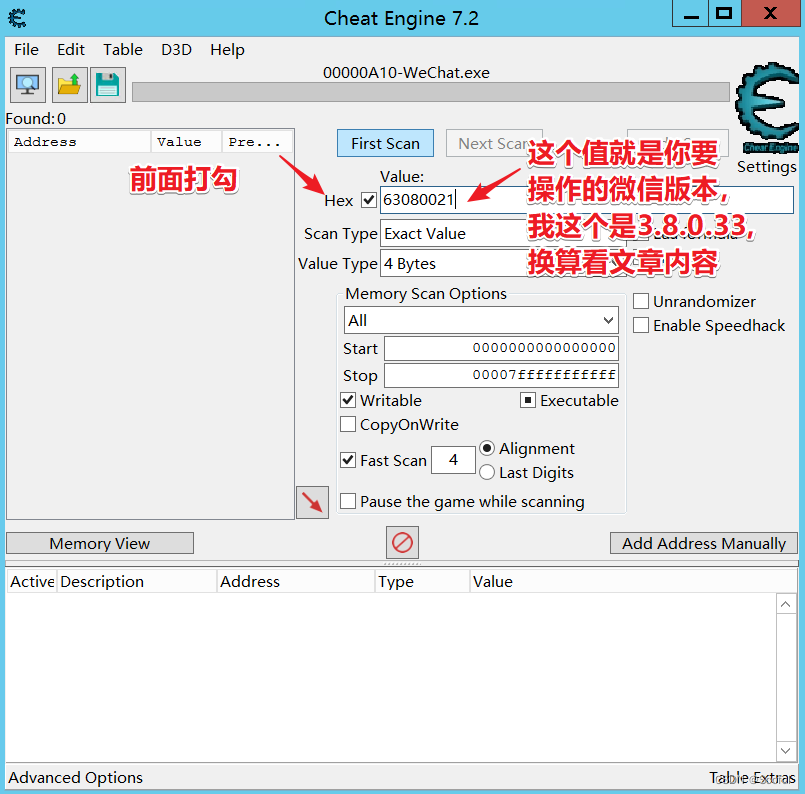 Cheat Engine 7.2
File Edit Table D3D Help
00000A10-WeChat.exe
Found:0
Address Value Pre...
First Scan Next Scan
Cheat Engine
Settings
前面打勾
这个值就是你要
操作的微信版本,
我这个是3.8.0.33,
换算看文章内容
Value:
Hex 63080021
Scan Type Exact Value
Value Type 4 Bytes
Memory Scan Options
All
Unrandomizer
Enable Speedhack
Start 0000000000000000
Stop 00007fffffffffff
Writable Executable
CopyOnWrite
Fast Scan 4 Alignment
Last Digits
Pause the game while scanning
Memory View Add Address Manually
Active Description Address Type Value
Advanced Options Table Extras